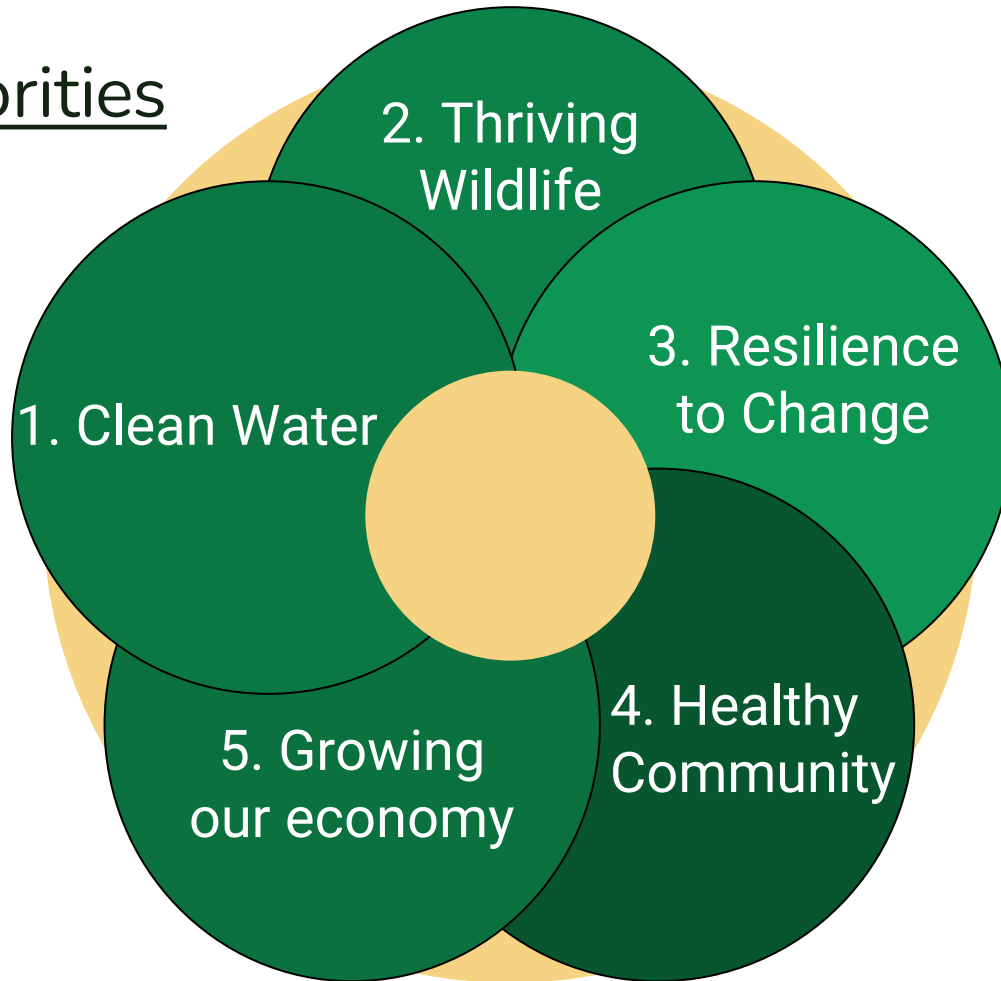 orities
1. Clean Water
2. Thriving
Wildlife
3. Resilience
to Change
4. Healthy
Community
5. Growing
our economy